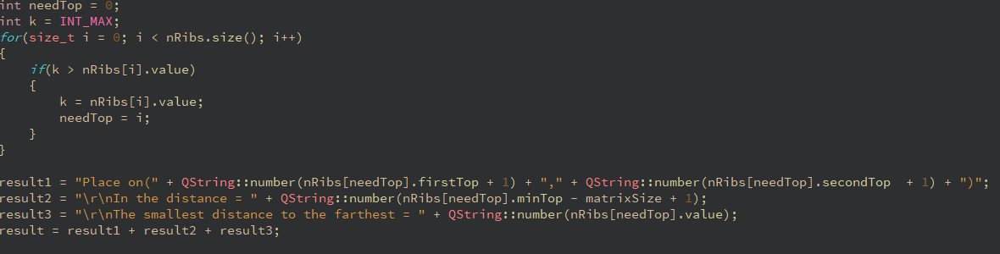 int needTop = 0;
int k = INT_MAX;
for(size_t i = 0; i < nRibs.size(); i++)
{
    if(k > nRibs[i].value)
    {
        k = nRibs[i].value;
        needTop = i;
    }
}

result1 = "Place on(" + QString::number(nRibs[needTop].firstTop + 1) + "," + QString::number(nRibs[needTop].secondTop  + 1) + ")";
result2 = "\r\nIn the distance = " + QString::number(nRibs[needTop].minTop - matrixSize + 1);
result3 = "\r\nThe smallest distance to the farthest = " + QString::number(nRibs[needTop].value);
result = result1 + result2 + result3;